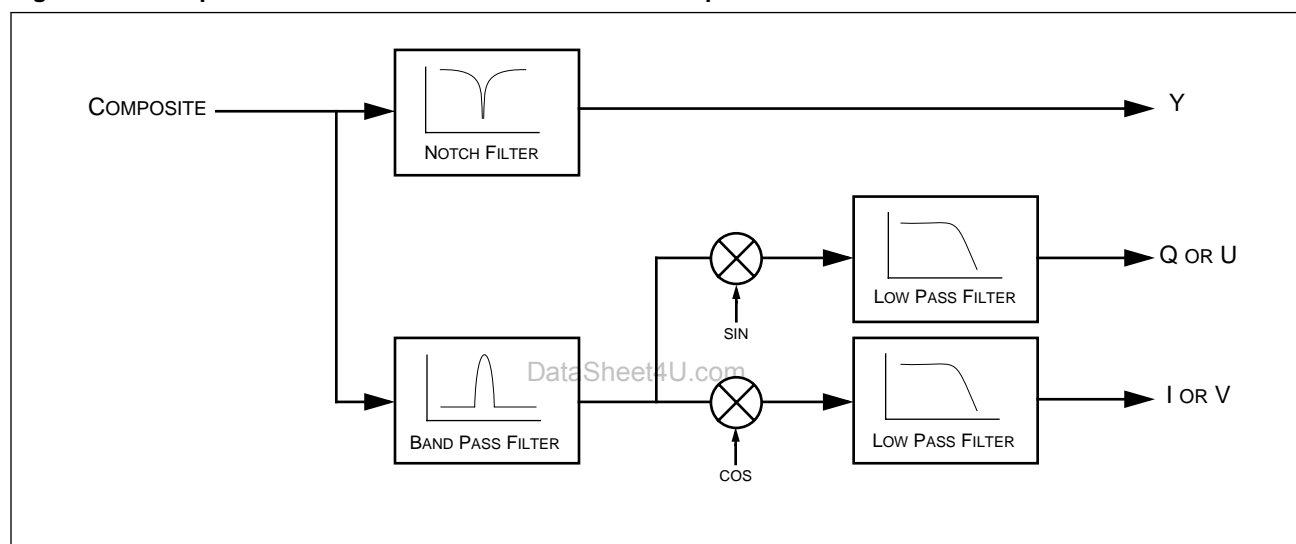 COMPOSITE
NOTCH FILTER
Y
SIN
LOW PASS FILTER
Q OR U
BAND PASS FILTER
DataSheet4U.com
COS
LOW PASS FILTER
I OR V